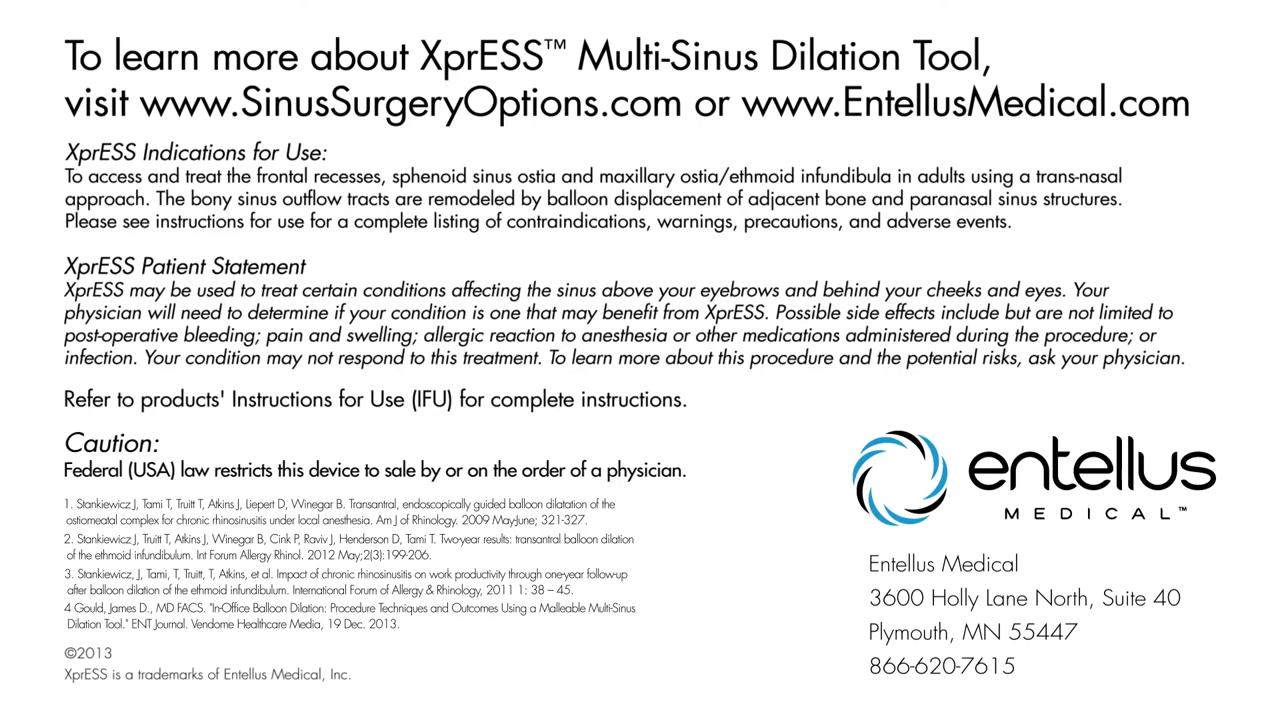 To learn more about XprESS™ Multi-Sinus Dilation Tool,
visit www.SinusSurgeryOptions.com or www.EntellusMedical.com
XprESS Indications for Use:
To access and treat the frontal recesses, sphenoid sinus ostia and maxillary ostia/ethmoid infundibula in adults using a trans-nasal
approach. The bony sinus outflow tracts are remodeled by balloon displacement of adjacent bone and paranasal sinus structures.
Please see instructions for use for a complete listing of contraindications, warnings, precautions, and adverse events.
XprESS Patient Statement
XprESS may be used to treat certain conditions affecting the sinus above your eyebrows and behind your cheeks and eyes. Your
physician will need to determine if your condition is one that may benefit from XprESS. Possible side effects include but are not limited to
post-operative bleeding; pain and swelling; allergic reaction to anesthesia or other medications administered during the procedure; or
infection. Your condition may not respond to this treatment. To learn more about this procedure and the potential risks, ask your physician.
Refer to products' Instructions for Use (IFU) for complete instructions.
Caution:
Federal (USA) law restricts this device to sale by or on the order of a physician.
1. Stankiewicz J, Tami T, Truitt T, Atkins J, Liepert D, Winegar B. Transantral, endoscopically guided balloon dilatation of the
ostiomeatal complex for chronic rhinosinusitis under local anesthesia. Am J of Rhinology. 2009 May-June; 321-327.
2. Stankiewicz J, Truitt T, Atkins J, Winegar B, Cink P, Raviv J, Henderson D, Tami T. Two-year results: transantral balloon dilation
of the ethmoid infundibulum. Int Forum Allergy Rhinol. 2012 May;2(3):199-206.
3. Stankiewicz, J, Tami, T, Truitt, T, Atkins, et al. Impact of chronic rhinosinusitis on work productivity through one-year follow-up
after balloon dilation of the ethmoid infundibulum. International Forum of Allergy & Rhinology, 2011 1: 38 – 45.
4 Gould, James D., MD FACS. "In-Office Balloon Dilation: Procedure Techniques and Outcomes Using a Malleable Multi-Sinus
Dilation Tool." ENT Journal. Vendome Healthcare Media, 19 Dec. 2013.
©2013
XprESS is a trademarks of Entellus Medical, Inc.
entellus
MEDICAL™
Entellus Medical
3600 Holly Lane North, Suite 40
Plymouth, MN 55447
866-620-7615